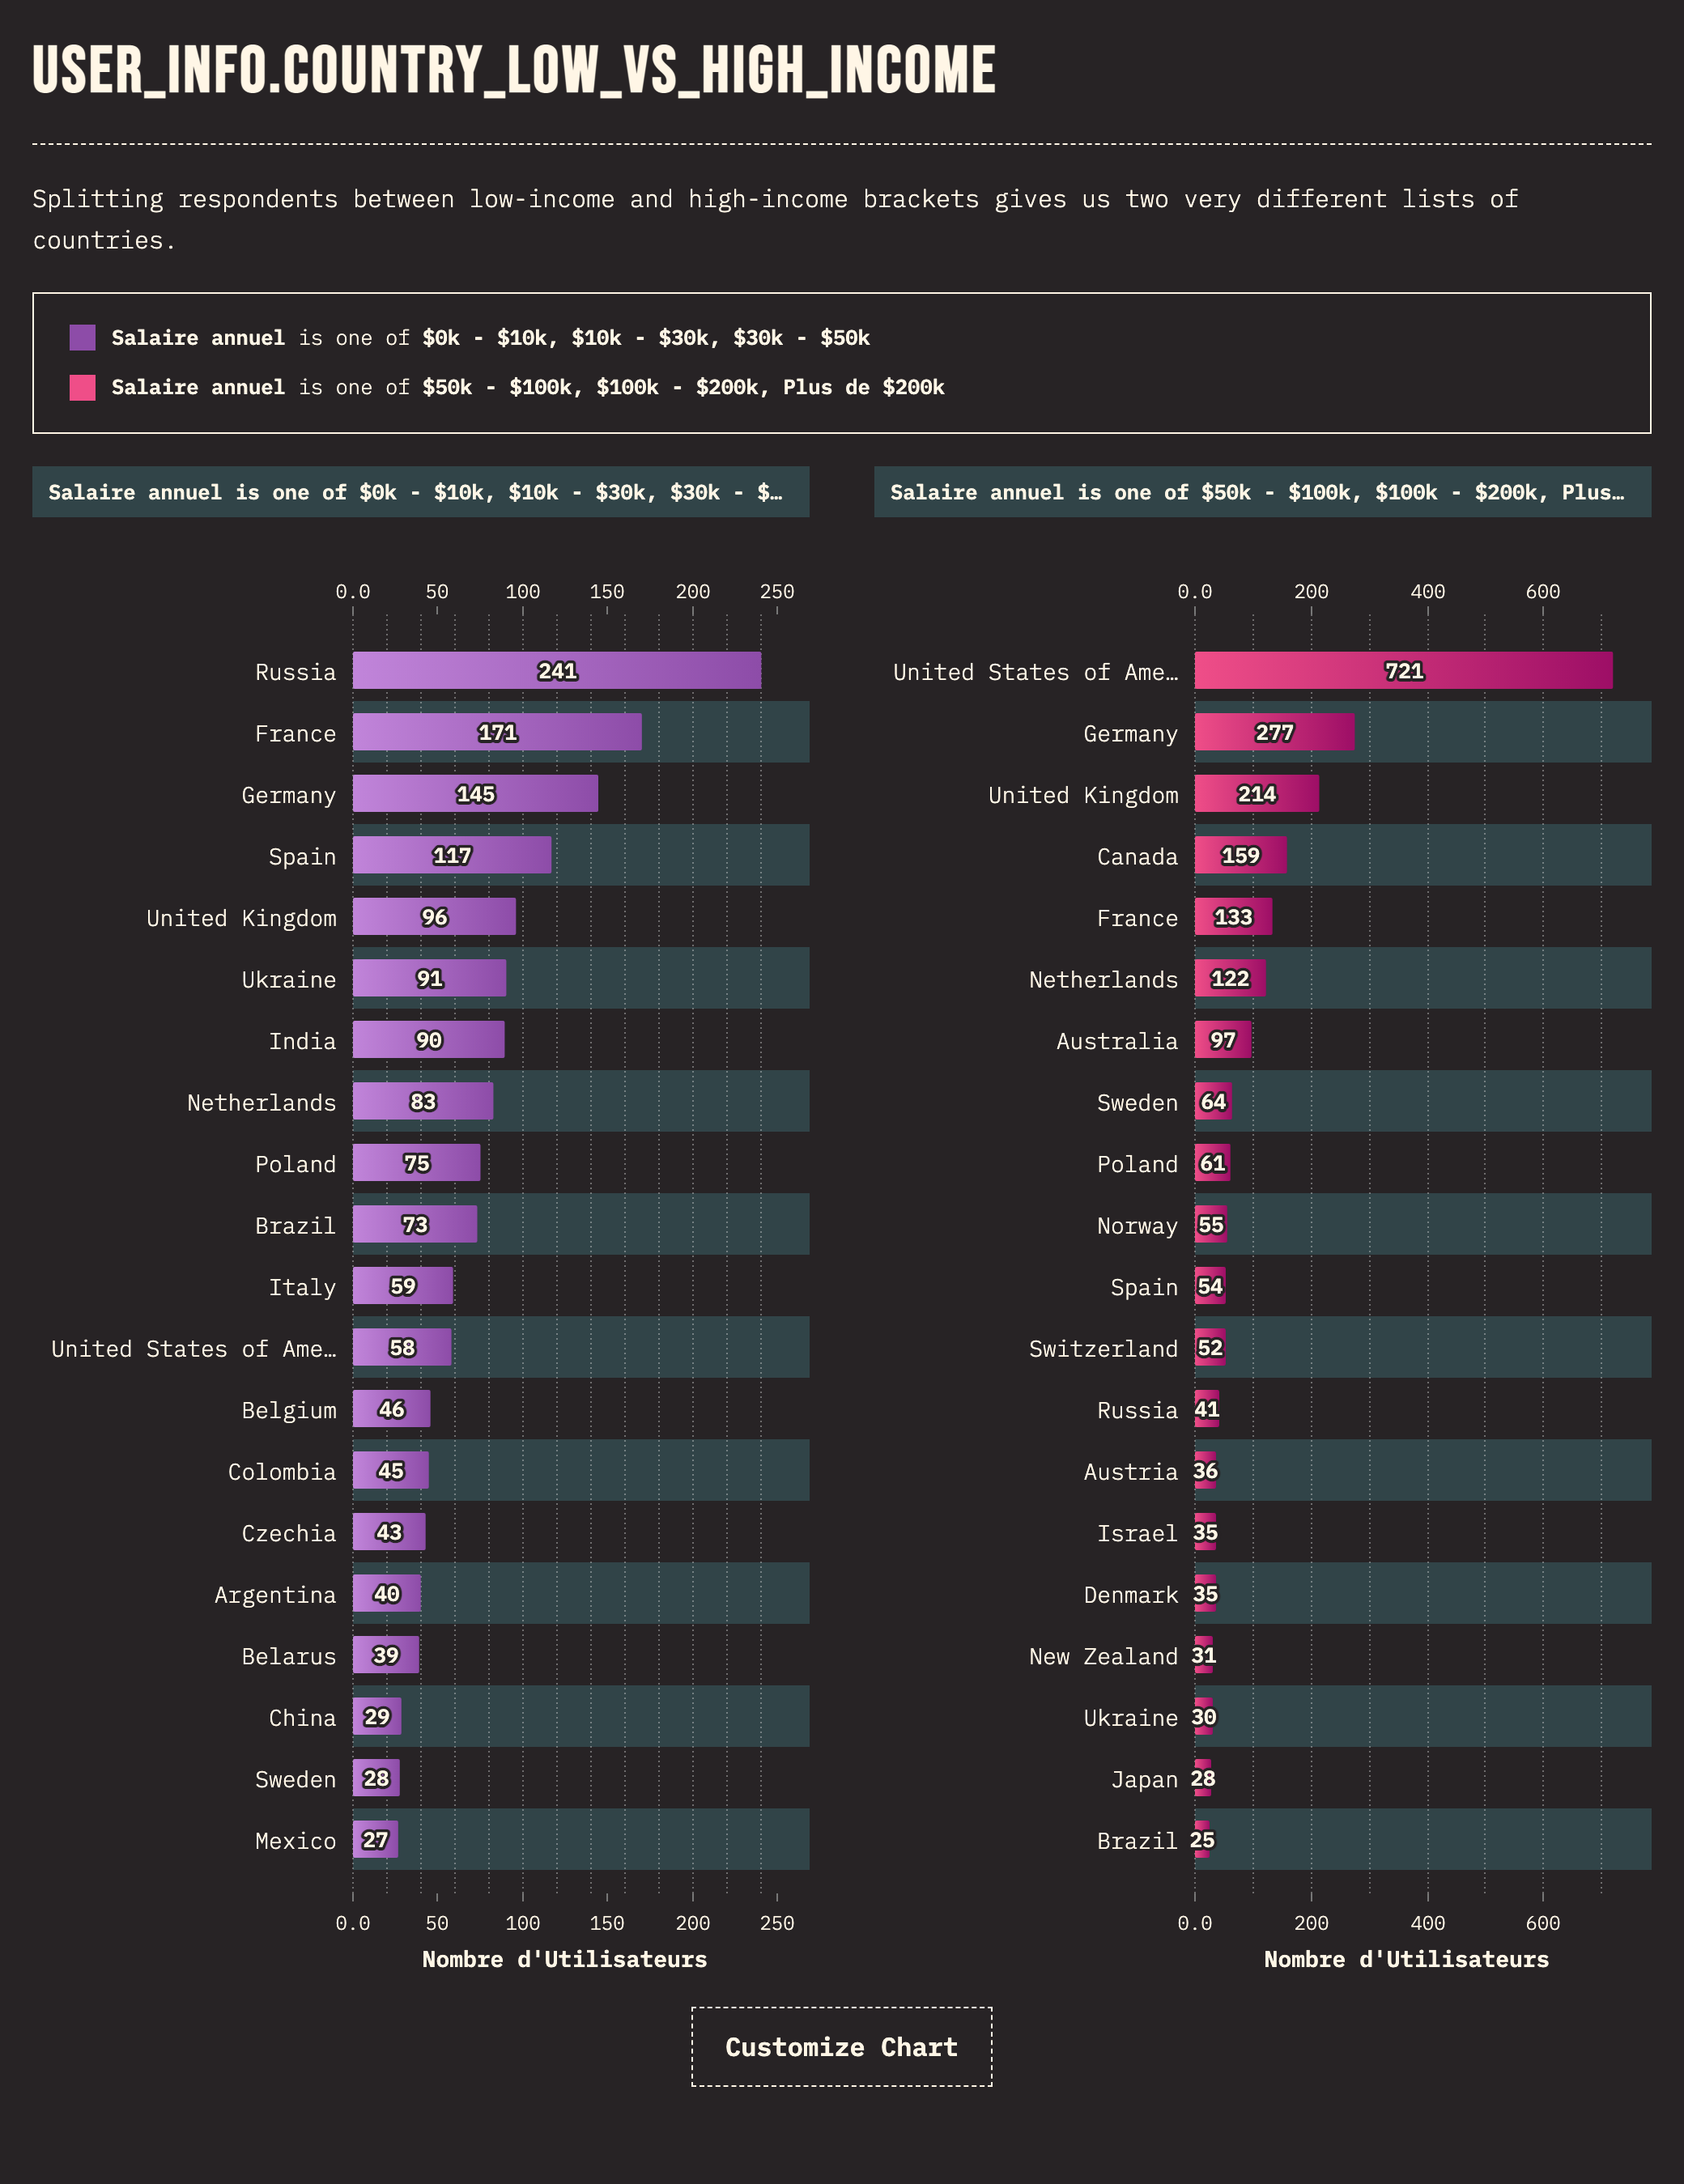 USER_INFO.COUNTRY_LOW_VS_HIGH_INCOME
Splitting respondents between low-income and high-income brackets gives us two very different lists of
countries.
Salaire annuel is one of $0k - $10k, $10k - $30k, $30k - $50k
Salaire annuel is one of $50k - $100k, $100k - $200k, Plus de $200k
Salaire annuel is one of $0k - $10k, $10k - $30k, $30k - $…
0.0 50 100 150 200 250
Russia 241
France 171
Germany 145
Spain 117
United Kingdom 96
Ukraine 91
India 90
Netherlands 83
Poland 75
Brazil 73
Italy 59
United States of Ame… 58
Belgium 46
Colombia 45
Czechia 43
Argentina 40
Belarus 39
China 29
Sweden 28
Mexico 27
0.0 50 100 150 200 250
Nombre d'Utilisateurs
Salaire annuel is one of $50k - $100k, $100k - $200k, Plus…
0.0 200 400 600
United States of Ame… 721
Germany 277
United Kingdom 214
Canada 159
France 133
Netherlands 122
Australia 97
Sweden 64
Poland 61
Norway 55
Spain 54
Switzerland 52
Russia 41
Austria 36
Israel 35
Denmark 35
New Zealand 31
Ukraine 30
Japan 28
Brazil 25
0.0 200 400 600
Nombre d'Utilisateurs
Customize Chart